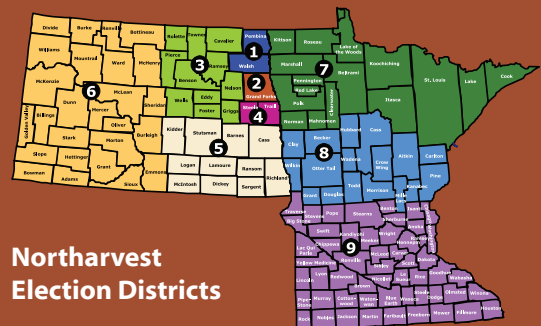 Divide
Burke
Renville
Bottineau
Rolette
Towner
Cavalier
Pembina
Kittson
Roseau
Lake of
the Woods
Williams
Mountrail
Ward
McHenry
Pierce
Ramsey
Walsh
Marshall
Beltrami
Koochiching
St. Louis
Lake
Cook
1
2
3
4
5
6
7
8
9
Benson
Nelson
Grand Forks
Pennington
Red Lake
Polk
Clearwater
Itasca
McKenzie
McLean
Dunn
Mercer
Sheridan
Wells
Eddy
Foster
Griggs
Steele
Traill
Norman
Mahnomen
Golden Valley
Billings
Oliver
Stark
Morton
Burleigh
Kidder
Stutsman
Barnes
Cass
Clay
Becker
Hubbard
Cass
Slope
Hettinger
Grant
Emmons
Logan
Lamoure
Ransom
Richland
Wilkin
Otter Tail
Wadena
Crow
Wing
Aitkin
Carlton
Pine
Bowman
Adams
Sioux
McIntosh
Dickey
Sargent
Grant
Douglas
Todd
Morrison
Mille
Lacs
Kanabec
Traverse
Big Stone
Stevens
Pope
Stearns
Benton
Isanti
Sherburne
Anoka
Swift
Kandiyohi
Meeker
Wright
Hennepin
Lac Qui
Parle
Chippewa
Renville
McLeod
Carver
Scott
Dakota
Yellow Medicine
Sibley
Lincoln
Lyon
Redwood
Brown
Nicollet
Le
Sueur
Rice
Goodhue
Wabasha
Pipe-
Stone
Murray
Cotton-
wood
Waton-
wan
Blue
Earth
Waseca
Steele
Dodge
Olmsted
Winona
Rock
Nobles
Jackson
Martin
Faribault
Freeborn
Mower
Fillmore
Houston
Northarvest
Election Districts